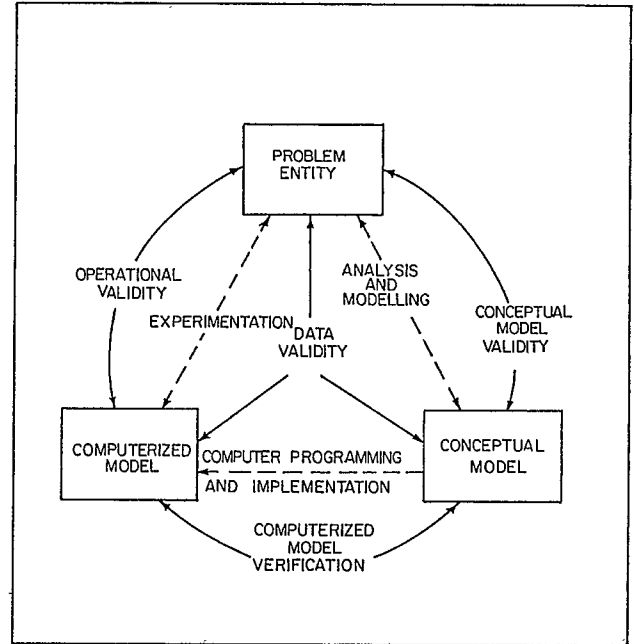 PROBLEM
ENTITY
OPERATIONAL
VALIDITY
EXPERIMENTATION
ANALYSIS
AND
MODELLING
DATA
VALIDITY
CONCEPTUAL
MODEL
VALIDITY
COMPUTERIZED
MODEL
COMPUTER PROGRAMMING
AND IMPLEMENTATION
CONCEPTUAL
MODEL
COMPUTERIZED
MODEL
VERIFICATION